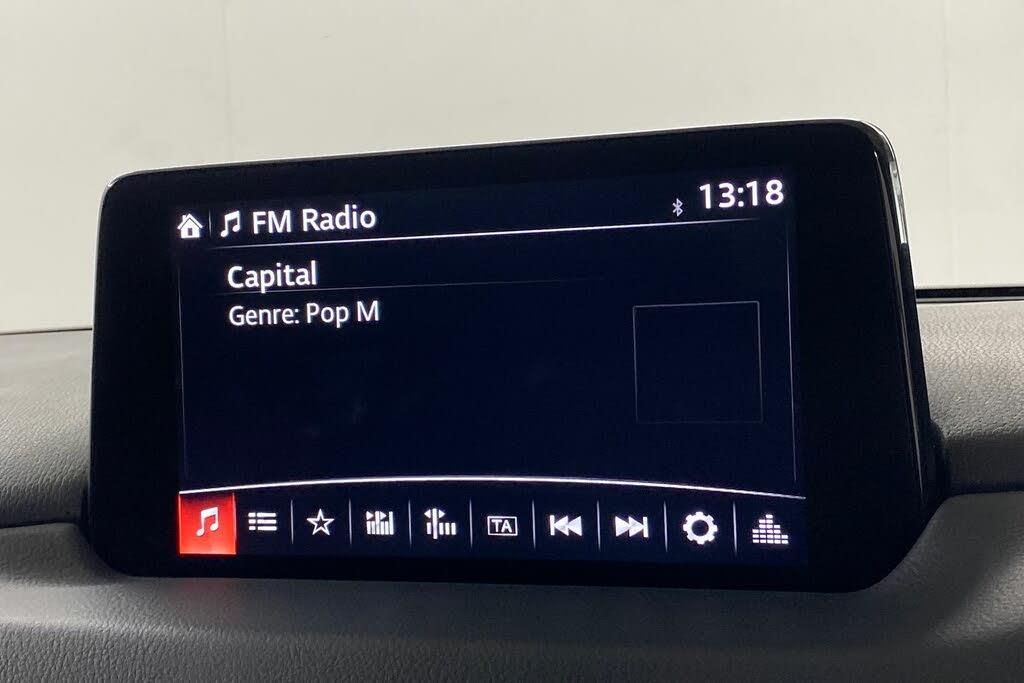 FM Radio
13:18
Capital
Genre: Pop M
TA